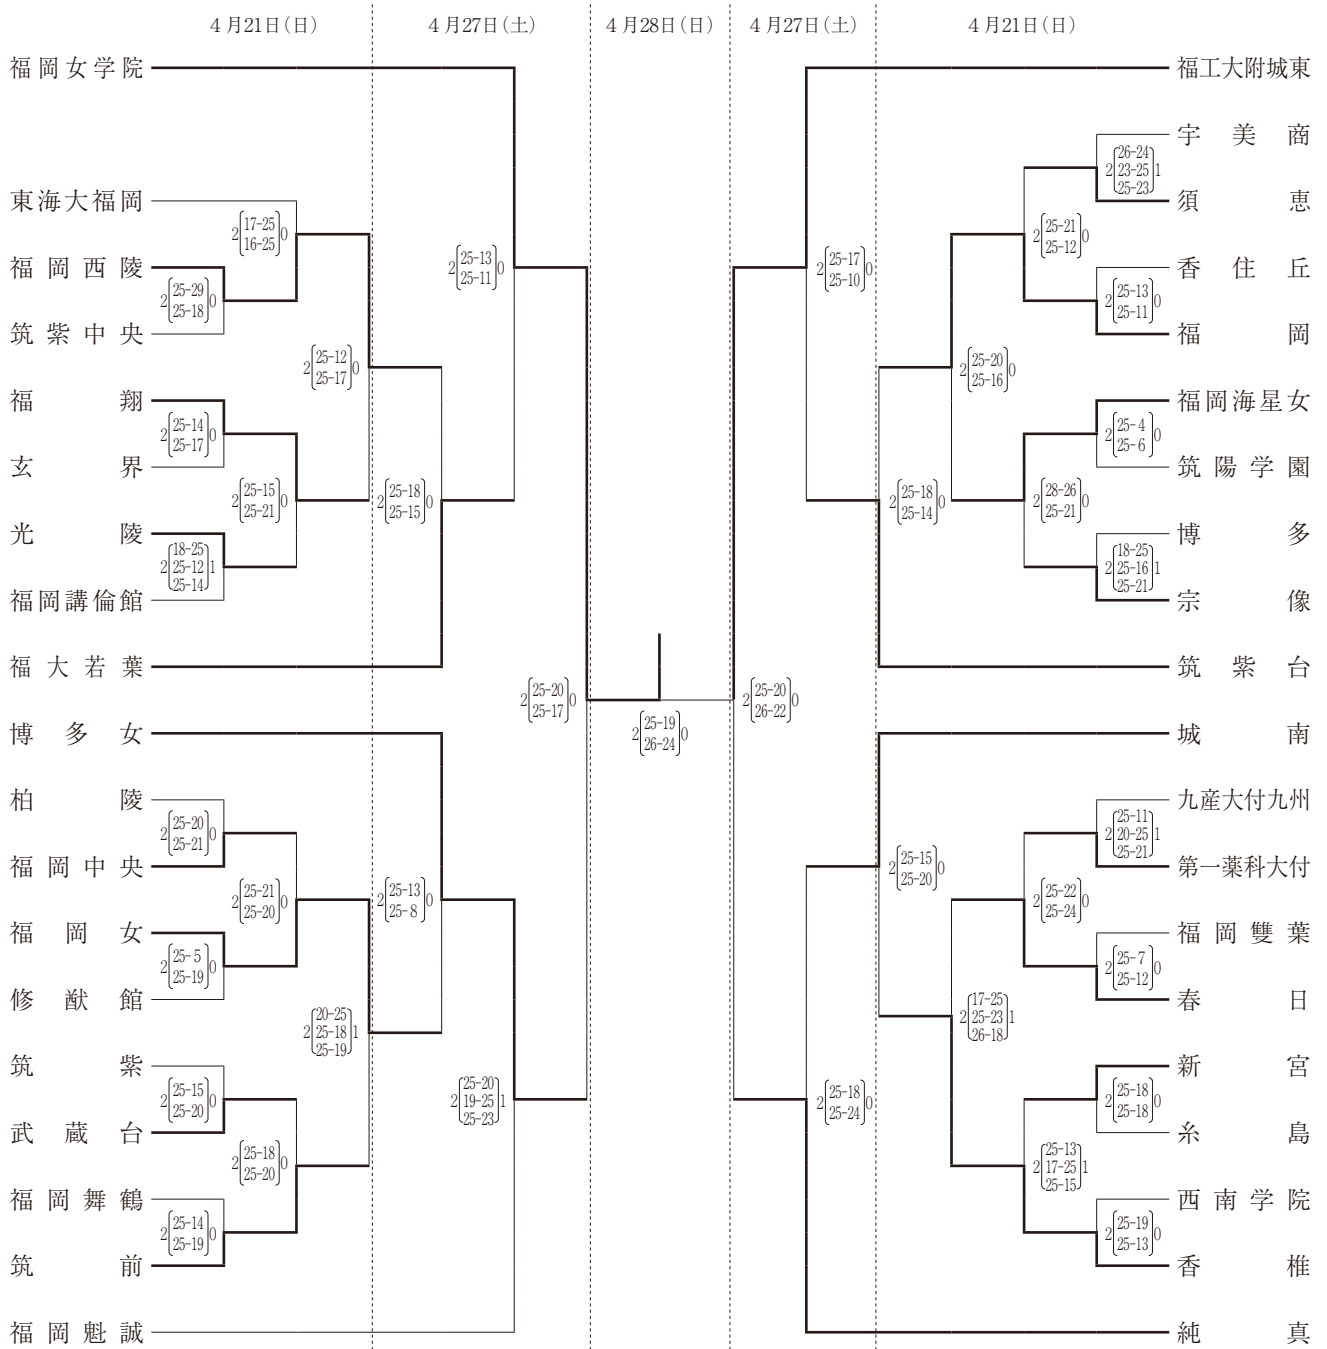 4月21日(日) 4月27日(土) 4月28日(日) 4月27日(土) 4月21日(日)
福岡女学院
東海大福岡
福岡西陵
筑紫中央
福翔
玄界
光陵
福岡講倫館
福大若葉
博多女
柏陵
福岡中央
福岡女
修猷館
筑紫
武蔵台
福岡舞鶴
筑前
福岡魁誠
2 17-25 0
16-25
2 25-29 0
25-18
2 25-14 0
25-17
2 18-25 1
25-12
25-14
2 25-15 0
25-21
2 25-12 0
25-17
2 25-18 0
25-15
2 25-13 0
25-11
2 25-20 0
25-21
2 25-5 0
25-19
2 25-21 0
25-20
2 25-15 0
25-20
2 25-14 0
25-19
2 25-18 0
25-20
2 20-25 1
25-18
25-19
2 25-13 0
25-8
2 25-20 1
19-25
25-23
2 25-20 0
25-17
2 25-19 0
26-24
2 25-20 0
26-22
2 25-17 0
25-10
2 25-18 0
25-14
2 25-20 0
25-16
2 25-21 0
25-12
2 26-24 1
23-25
25-23
2 25-13 0
25-11
2 25-4 0
25-6
2 28-26 0
25-21
2 18-25 1
25-16
25-21
2 25-15 0
25-20
2 25-11 1
20-25
25-21
2 25-22 0
25-24
2 25-7 0
25-12
2 17-25 1
25-23
26-18
2 25-18 0
25-18
2 25-13 1
17-25
25-15
2 25-19 0
25-13
2 25-18 0
25-24
福工大附城東
宇美商
須恵
香住丘
福岡
福岡海星女
筑陽学園
博多
宗像
筑紫台
城南
九産大付九州
第一薬科大付
福岡雙葉
春日
新宮
糸島
西南学院
香椎
純真